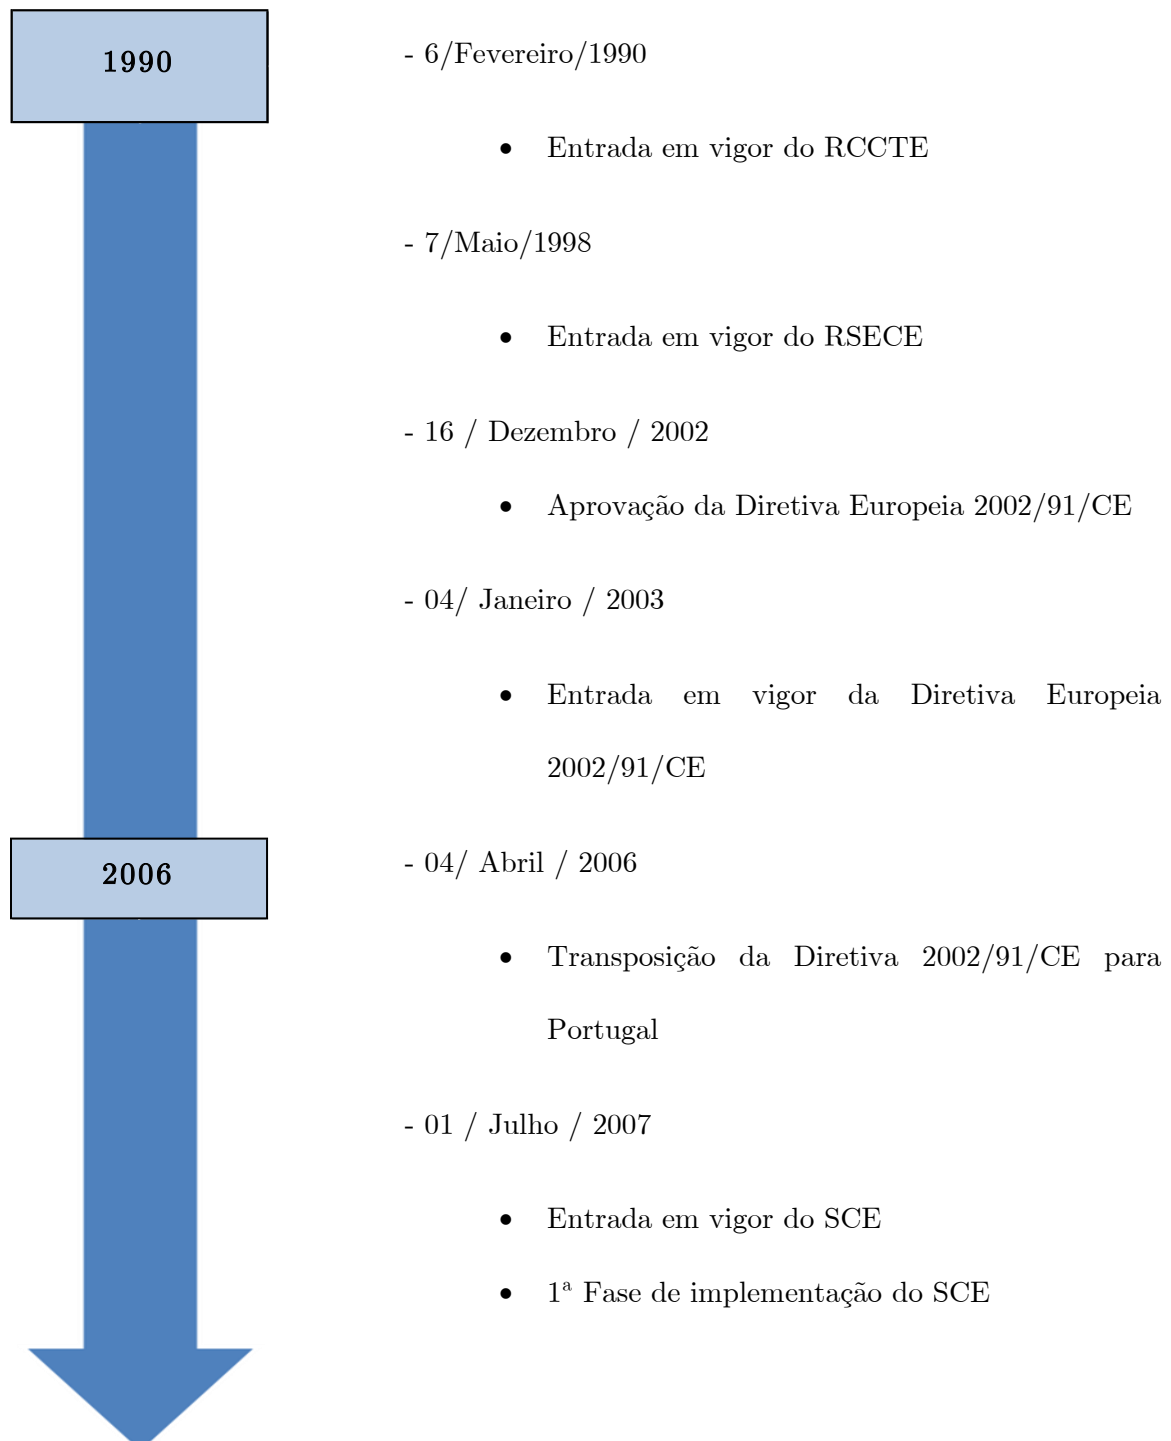 1990
- 6/Fevereiro/1990
• Entrada em vigor do RCCTE
- 7/Maio/1998
• Entrada em vigor do RSECE
- 16 / Dezembro / 2002
• Aprovação da Diretiva Europeia 2002/91/CE
- 04/ Janeiro / 2003
• Entrada em vigor da Diretiva Europeia
2002/91/CE
2006
- 04/ Abril / 2006
• Transposição da Diretiva 2002/91/CE para
Portugal
- 01 / Julho / 2007
• Entrada em vigor do SCE
• 1ª Fase de implementação do SCE